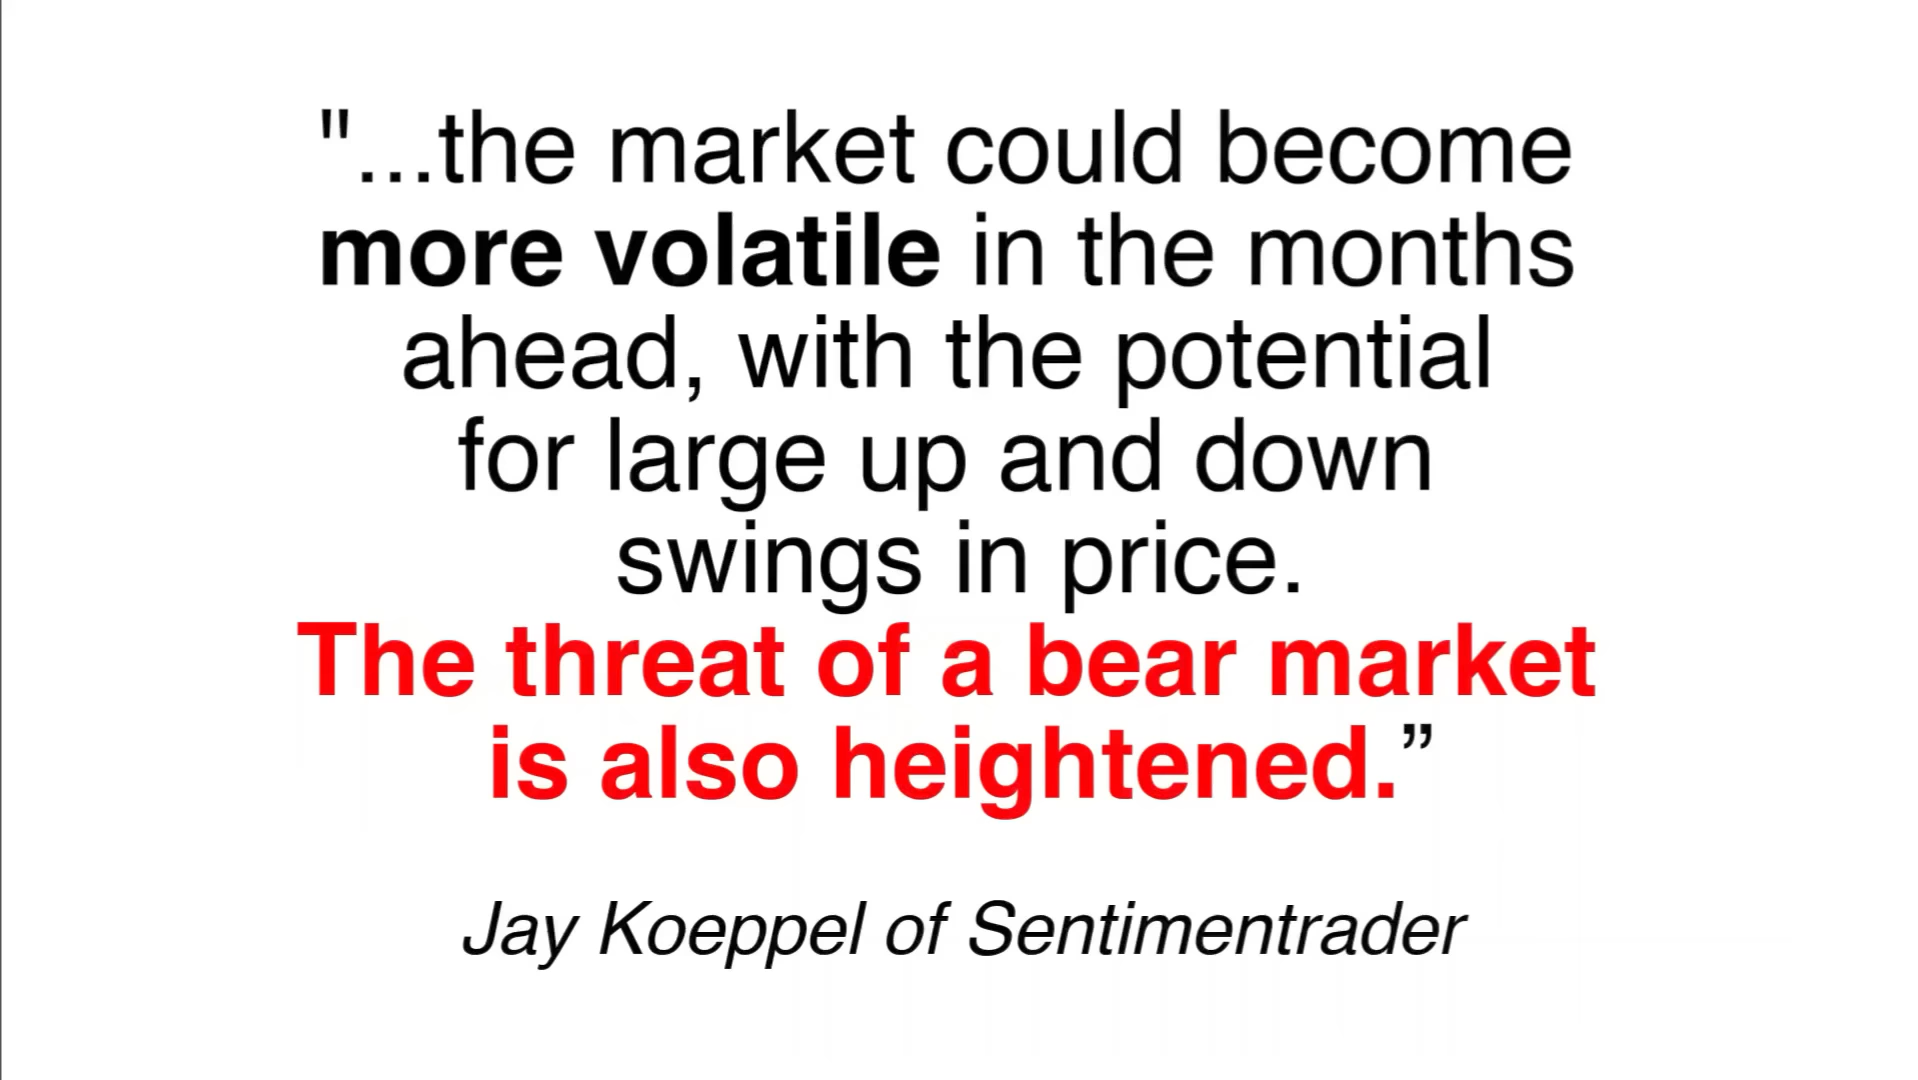 "...the market could become
more volatile in the months
ahead, with the potential
for large up and down
swings in price.
The threat of a bear market
is also heightened.”
Jay Koeppel of Sentimentrader